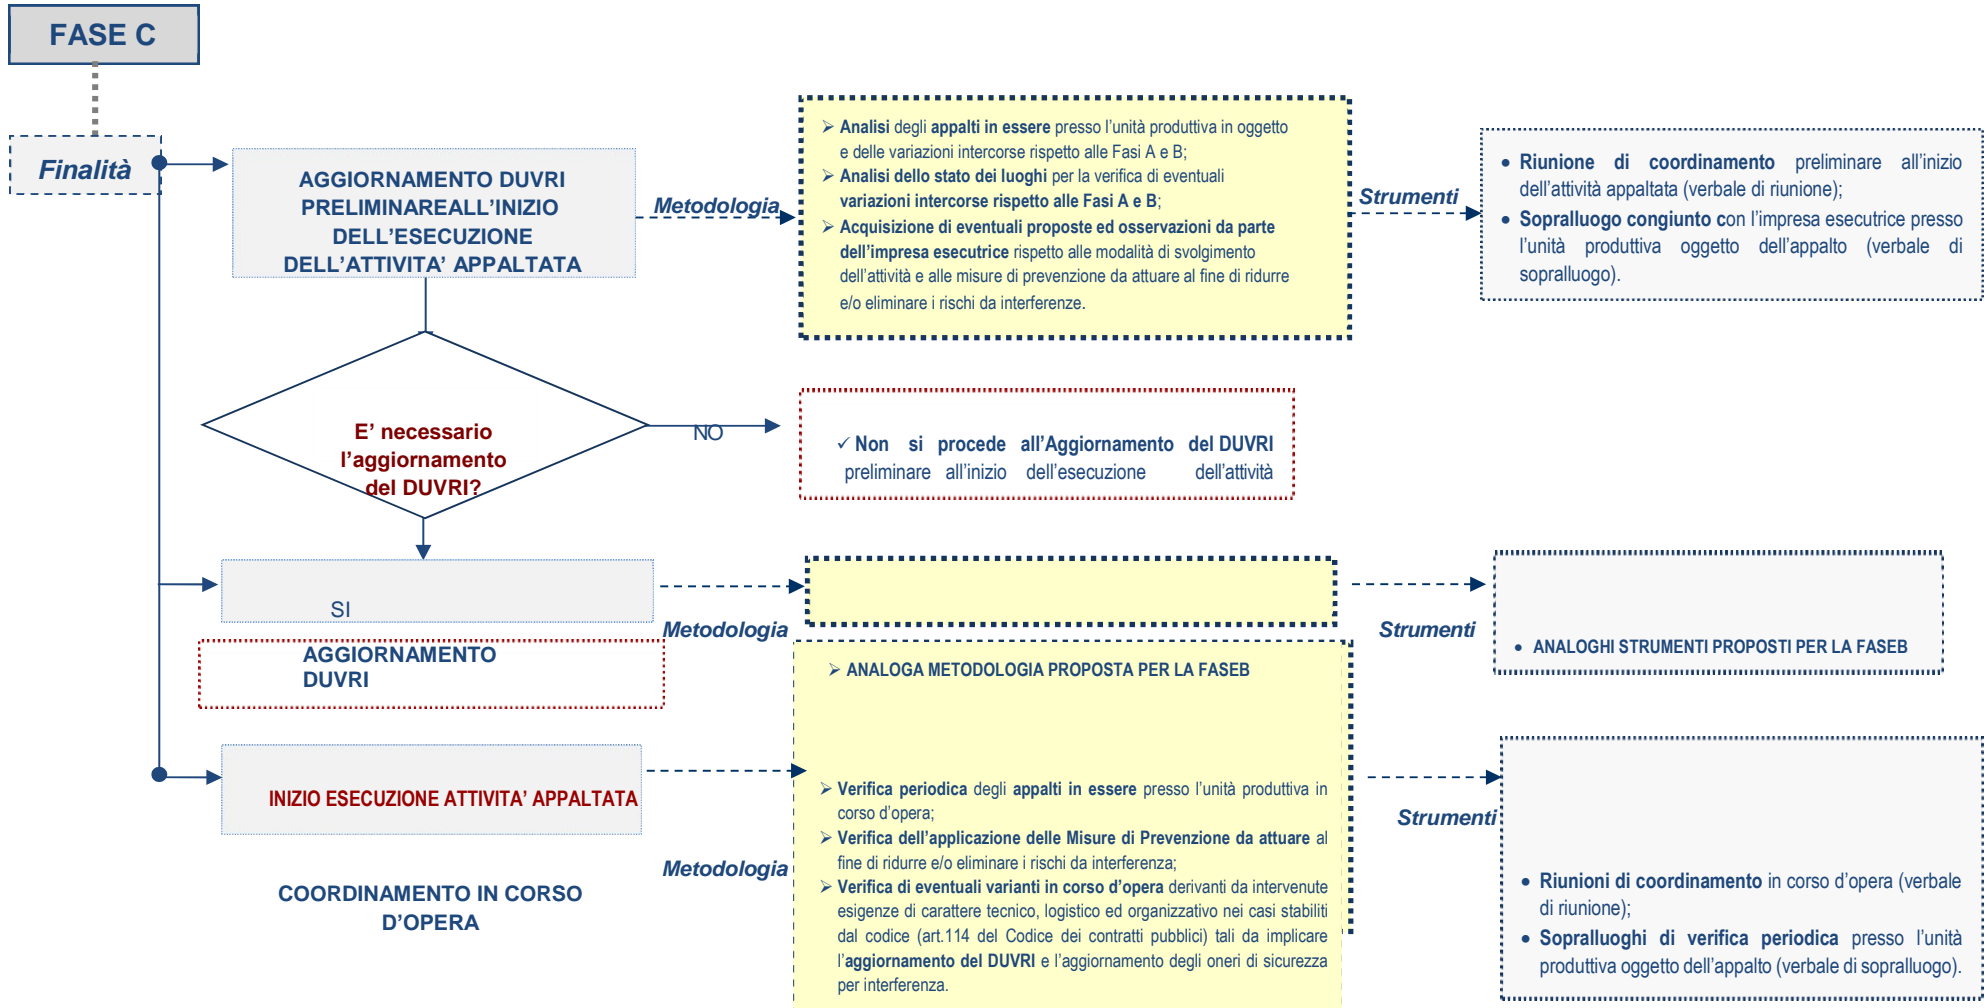 FASE C
Finalità
AGGIORNAMENTO DUVRI
PRELIMINAREALL'INIZIO
DELL'ESECUZIONE
DELL'ATTIVITA' APPALTATA
Metodologia
➢ Analisi degli appalti in essere presso l'unità produttiva in oggetto
e delle variazioni intercorse rispetto alle Fasi A e B;
➢ Analisi dello stato dei luoghi per la verifica di eventuali
variazioni intercorse rispetto alle Fasi A e B;
➢ Acquisizione di eventuali proposte ed osservazioni da parte
dell'impresa esecutrice rispetto alle modalità di svolgimento
dell'attività e alle misure di prevenzione da attuare al fine di ridurre
e/o eliminare i rischi da interferenze.
Strumenti
• Riunione di coordinamento preliminare all'inizio
dell'attività appaltata (verbale di riunione);
• Sopralluogo congiunto con l'impresa esecutrice presso
l'unità produttiva oggetto dell'appalto (verbale di
sopralluogo).
E' necessario
l'aggiornamento
del DUVRI?
NO
✓ Non si procede all'Aggiornamento del DUVRI
preliminare all'inizio dell'esecuzione dell'attività
SI
AGGIORNAMENTO
DUVRI
Metodologia
➢ ANALOGA METODOLOGIA PROPOSTA PER LA FASEB
Strumenti
• ANALOGHI STRUMENTI PROPOSTI PER LA FASEB
INIZIO ESECUZIONE ATTIVITA' APPALTATA
COORDINAMENTO IN CORSO
D'OPERA
Metodologia
➢ Verifica periodica degli appalti in essere presso l'unità produttiva in
corso d'opera;
➢ Verifica dell'applicazione delle Misure di Prevenzione da attuare al
fine di ridurre e/o eliminare i rischi da interferenza;
➢ Verifica di eventuali varianti in corso d'opera derivanti da intervenute
esigenze di carattere tecnico, logistico ed organizzativo nei casi stabiliti
dal codice (art.114 del Codice dei contratti pubblici) tali da implicare
l'aggiornamento del DUVRI e l'aggiornamento degli oneri di sicurezza
per interferenza.
Strumenti
• Riunioni di coordinamento in corso d'opera (verbale
di riunione);
• Sopralluoghi di verifica periodica presso l'unità
produttiva oggetto dell'appalto (verbale di sopralluogo).